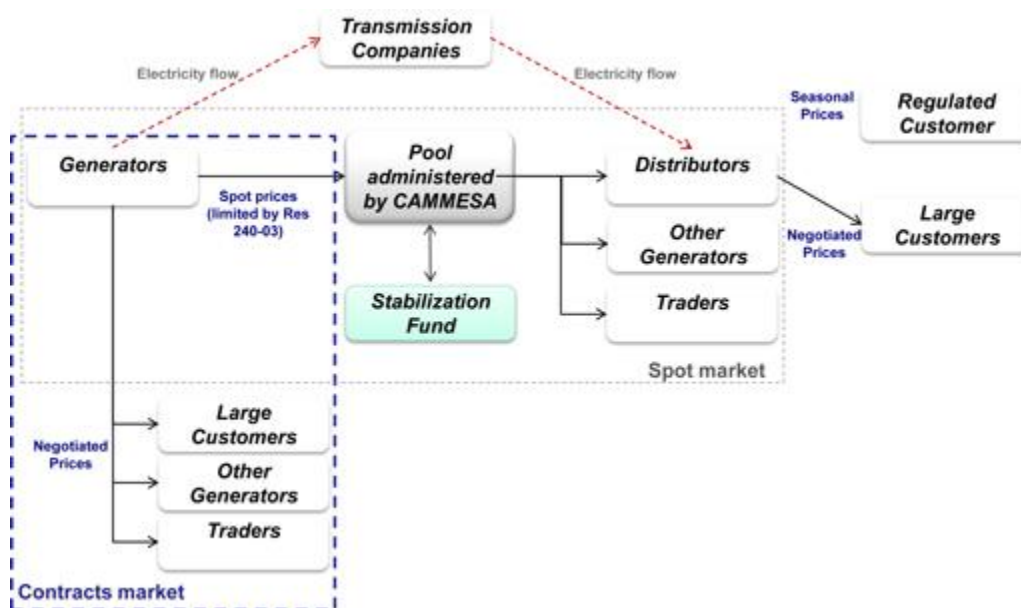 Transmission
Companies
Electricity flow
Electricity flow
Seasonal
Prices
Regulated
Customer
Generators
Pool
administered
by CAMMESA
Distributors
Spot prices
(limited by Res
240-03)
Negotiated
Prices
Large
Customers
Other
Generators
Stabilization
Fund
Traders
Spot market
Large
Customers
Negotiated
Prices
Other
Generators
Traders
Contracts market